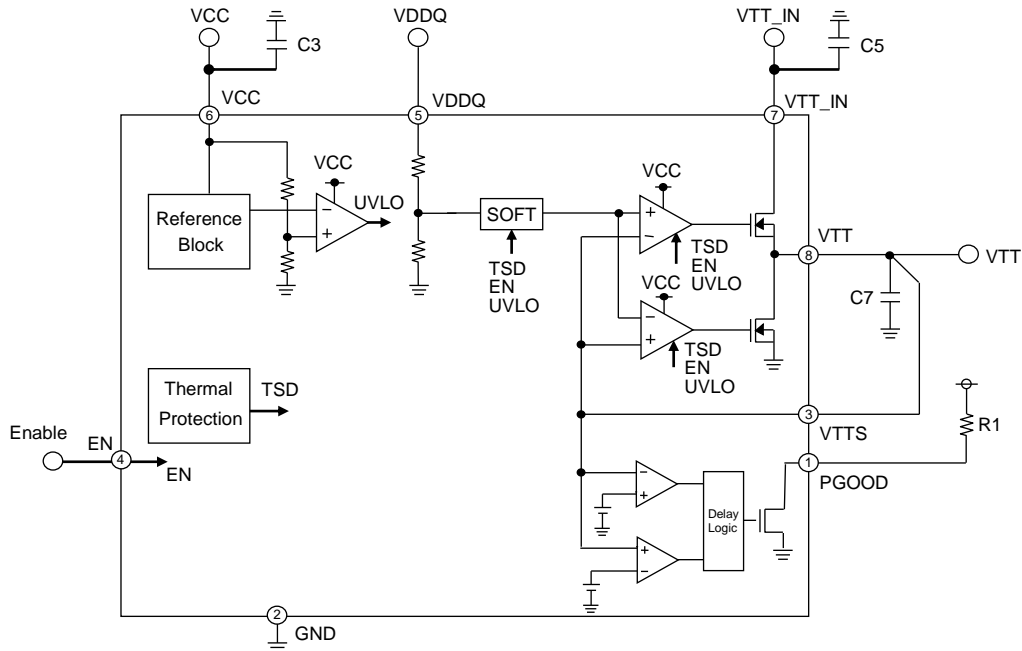 VCC
VDDQ
VTT_IN
C3
C5
VCC
VDDQ
VTT_IN
6
5
7
VCC
UVLO
Reference
Block
−
+
SOFT
TSD
EN
UVLO
VCC
+
−
TSD
EN
UVLO
VCC
−
+
TSD
EN
UVLO
VTT
8
VTT
C7
Thermal
Protection
TSD
3
VTTS
R1
Enable
EN
4
EN
1
PGOOD
−
+
Delay
Logic
+
−
2
GND